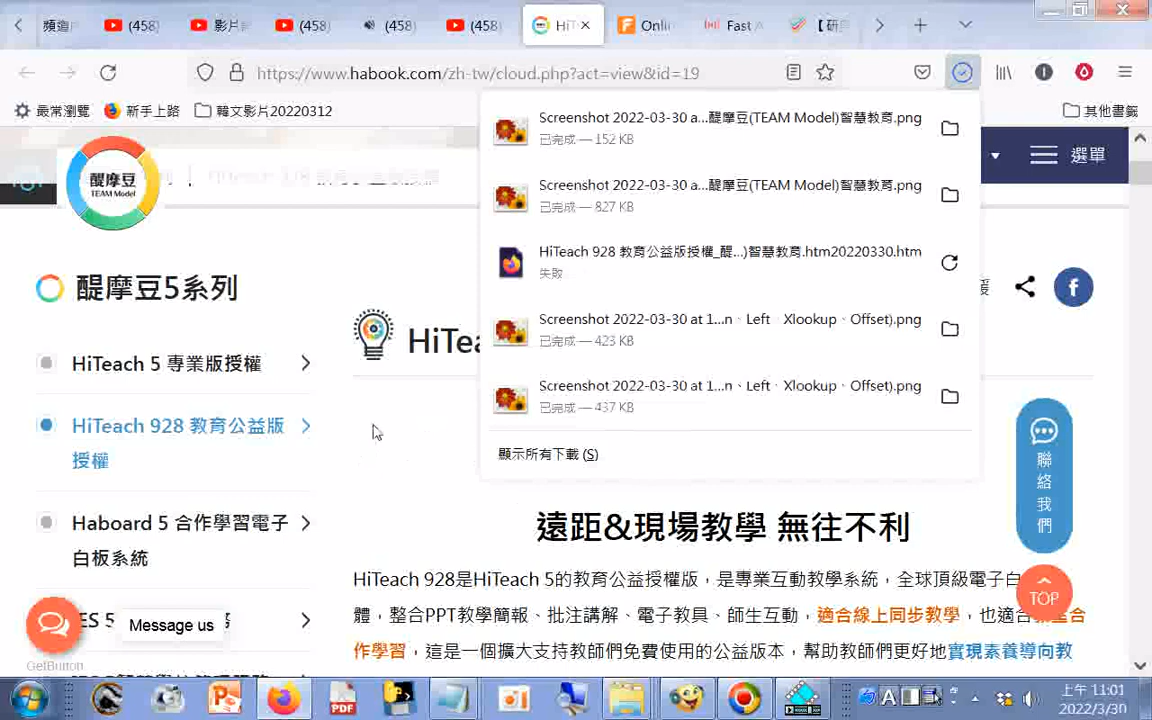 頻道
(458)
影片
(458)
(458)
(458)
HiT
Onli
Fast A
【研
https://www.habook.com/zh-tw/cloud.php?act=view&id=19
最常瀏覽
新手上路
韓文影片20220312
其他書籤
Screenshot 2022-03-30 a...醍摩豆(TEAM Model)智慧教育.png
已完成 — 152 KB
Screenshot 2022-03-30 a...醍摩豆(TEAM Model)智慧教育.png
已完成 — 827 KB
HiTeach 928 教育公益版授權_醍...)智慧教育.htm20220330.htm
失敗
Screenshot 2022-03-30 at 1...n、Left、Xlookup、Offset).png
已完成 — 423 KB
Screenshot 2022-03-30 at 1...n、Left、Xlookup、Offset).png
已完成 — 437 KB
顯示所有下載 (S)
醍摩豆
TEAM Model
選單
醍摩豆5系列
HiTeach 5 專業版授權
HiTeach 928 教育公益版
授權
Haboard 5 合作學習電子
白板系統
ES 5
Message us
GetButton
HiTea
聯絡我們
TOP
遠距&現場教學 無往不利
HiTeach 928是HiTeach 5的教育公益授權版，是專業互動教學系統，全球頂級電子白
體，整合PPT教學簡報、批注講解、電子教具、師生互動，適合線上同步教學，也適合教室合
作學習，這是一個擴大支持教師們免費使用的公益版本，幫助教師們更好地實現素養導向教
PDF
上午 11:01
2022/3/30